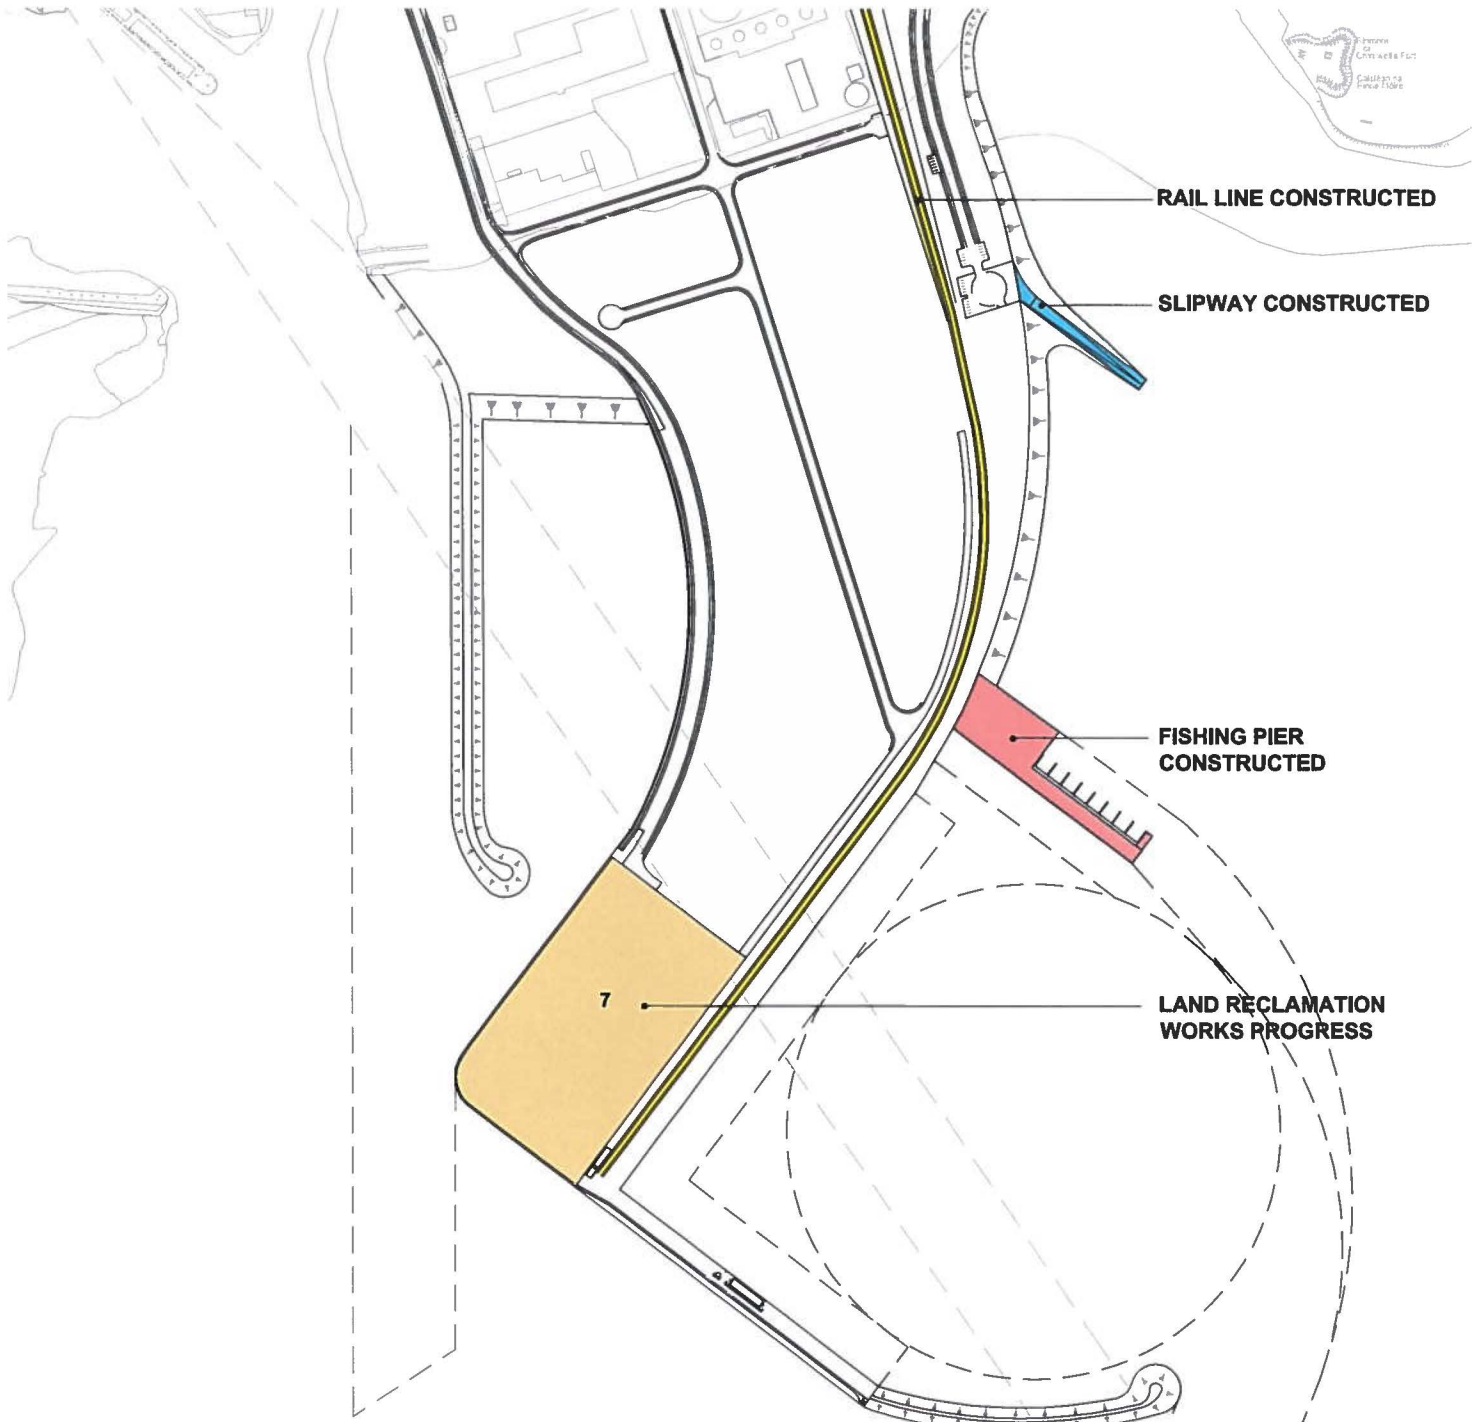 RAIL LINE CONSTRUCTED
SLIPWAY CONSTRUCTED
FISHING PIER
CONSTRUCTED
7
LAND RECLAMATION
WORKS PROGRESS